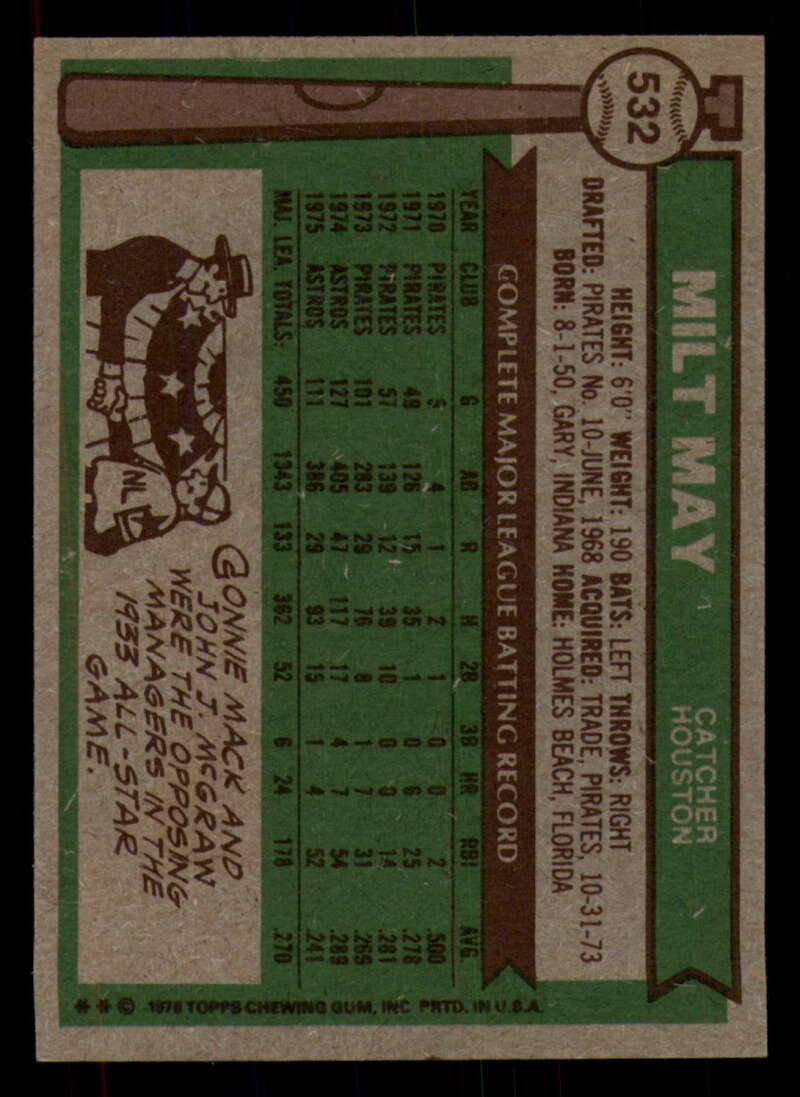 532
MILT MAY
CATCHER
HOUSTON
HEIGHT: 6'0" WEIGHT: 190 BATS: LEFT THROWS: RIGHT
DRAFTED: PIRATES No. 10-JUNE, 1968 ACQUIRED: TRADE, PIRATES, 10-31-73
BORN: 8-1-50, GARY, INDIANA HOME: HOLMES BEACH, FLORIDA
COMPLETE MAJOR LEAGUE BATTING RECORD
YEAR CLUB G AB R H 2B 3B HR RBI AVG.
1970 PIRATES 5 4 1 2 1 0 0 2 .500
1971 PIRATES 49 126 15 35 1 0 6 25 .278
1972 PIRATES 57 139 12 39 10 0 0 14 .281
1973 PIRATES 101 283 29 76 8 1 7 31 .269
1974 ASTROS 127 405 47 117 17 4 7 54 .289
1975 ASTROS 111 386 29 93 15 1 4 52 .241
MAJ. LEA. TOTALS: 450 1343 133 362 52 6 24 178 .270
NL
CONNIE MACK AND
JOHN J. McGRAW
WERE THE OPPOSING
MANAGERS IN THE
1933 ALL-STAR
GAME.
** © 1976 TOPPS CHEWING GUM, INC PRTD. IN U.S.A.